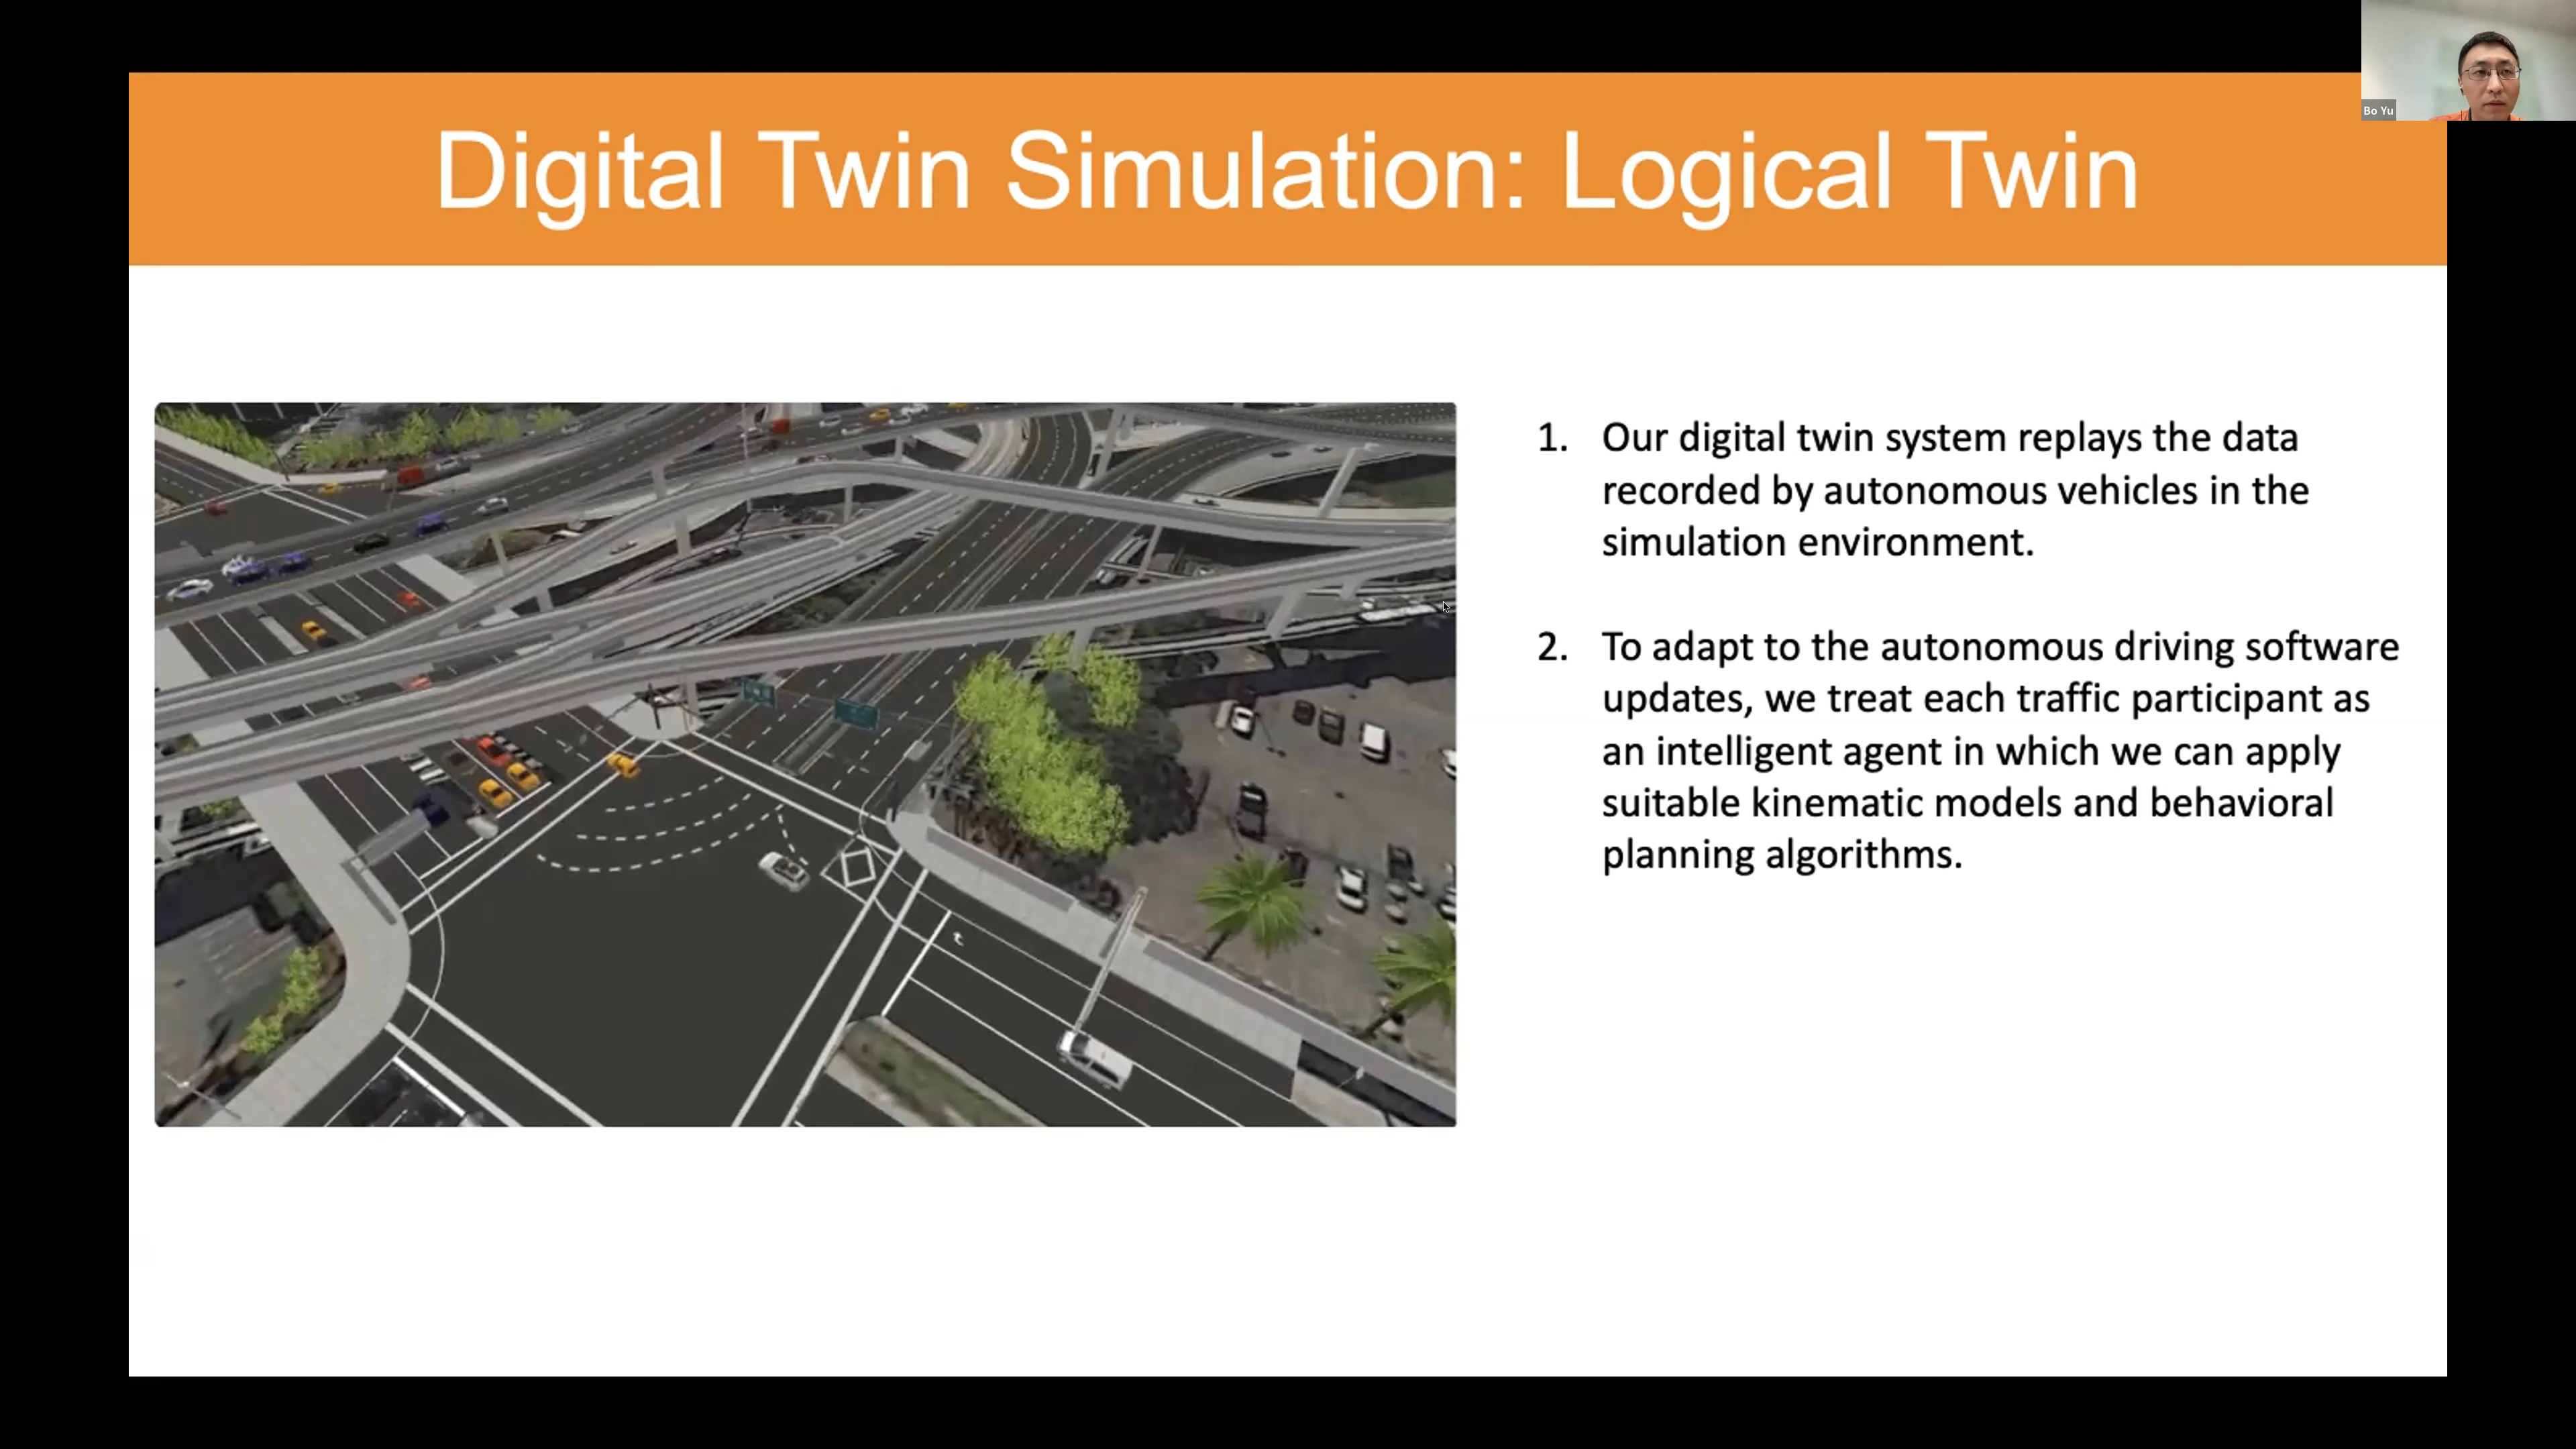 Bo Yu
Digital Twin Simulation: Logical Twin
1. Our digital twin system replays the data
recorded by autonomous vehicles in the
simulation environment.
2. To adapt to the autonomous driving software
updates, we treat each traffic participant as
an intelligent agent in which we can apply
suitable kinematic models and behavioral
planning algorithms.